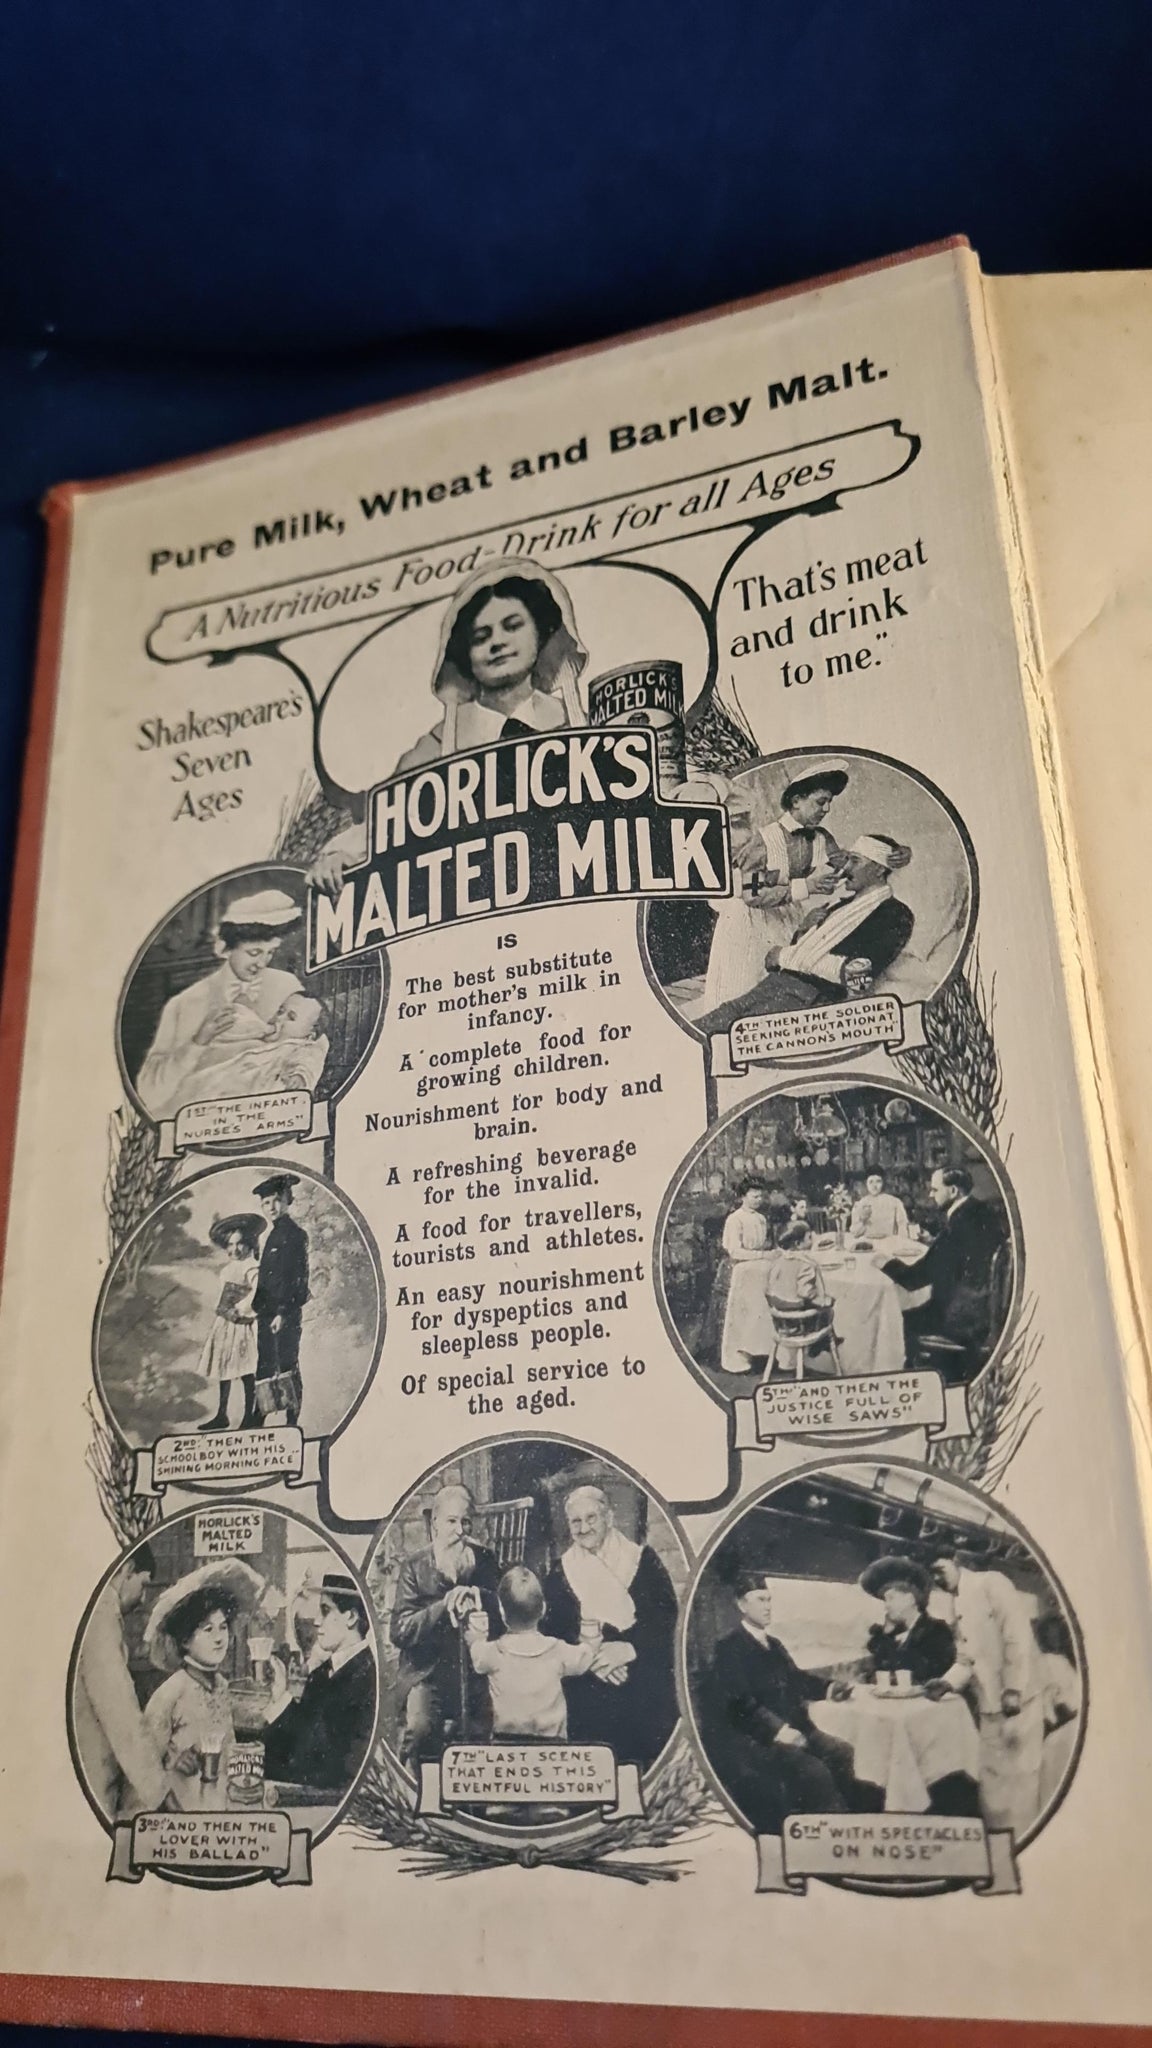 Pure Milk, Wheat and Barley Malt.
A Nutritious Food-Drink for all Ages
Shakespeare's
Seven
Ages
That's meat
and drink
to me."
HORLICK'S
MALTED MILK
HORLICK'S
MALTED MILK
IS
The best substitute
for mother's milk in
infancy.
A complete food for
growing children.
Nourishment for body and
brain.
A refreshing beverage
for the invalid.
A food for travellers,
tourists and athletes.
An easy nourishment
for dyspeptics and
sleepless people.
Of special service to
the aged.
1ST "THE INFANT
IN THE
NURSE'S ARMS"
2ND: "THEN THE
SCHOOLBOY WITH HIS
SHINING MORNING FACE
HORLICK'S
MALTED
MILK
HORLICK'S
MALTED MILK
3RD: "AND THEN THE
LOVER WITH
HIS BALLAD"
4TH "THEN THE SOLDIER
SEEKING REPUTATION AT
THE CANNON'S MOUTH"
5TH "AND THEN THE
JUSTICE FULL OF
WISE SAWS"
6TH "WITH SPECTACLES
ON NOSE"
7TH "LAST SCENE
THAT ENDS THIS
EVENTFUL HISTORY"